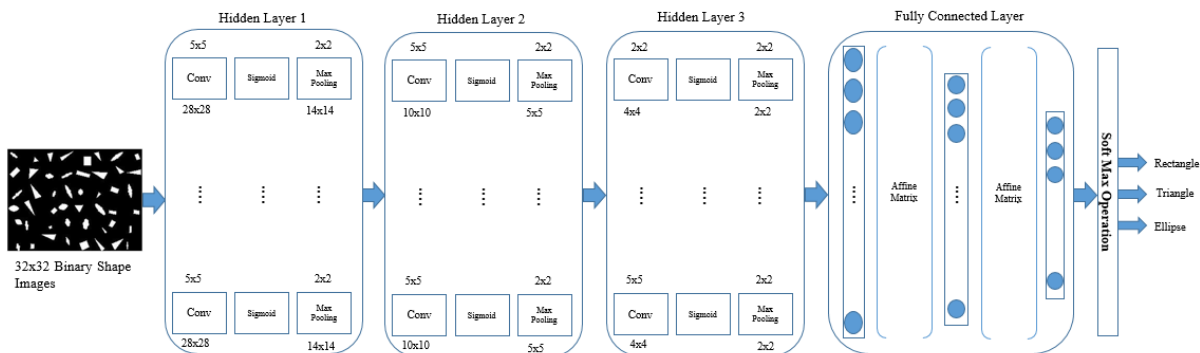 Hidden Layer 1
Hidden Layer 2
Hidden Layer 3
Fully Connected Layer
5x5
2x2
Conv
Sigmoid
Max
Pooling
28x28
14x14
⋮
⋮
⋮
5x5
2x2
Conv
Sigmoid
Max
Pooling
28x28
14x14
5x5
2x2
Conv
Sigmoid
Max
Pooling
10x10
5x5
⋮
⋮
⋮
5x5
2x2
Conv
Sigmoid
Max
Pooling
10x10
5x5
2x2
2x2
Conv
Sigmoid
Max
Pooling
4x4
2x2
⋮
⋮
⋮
5x5
2x2
Conv
Sigmoid
Max
Pooling
4x4
2x2
⋮
Affine
Matrix
⋮
Affine
Matrix
⋮
Soft Max Operation
Rectangle
Triangle
Ellipse
32x32 Binary Shape
Images